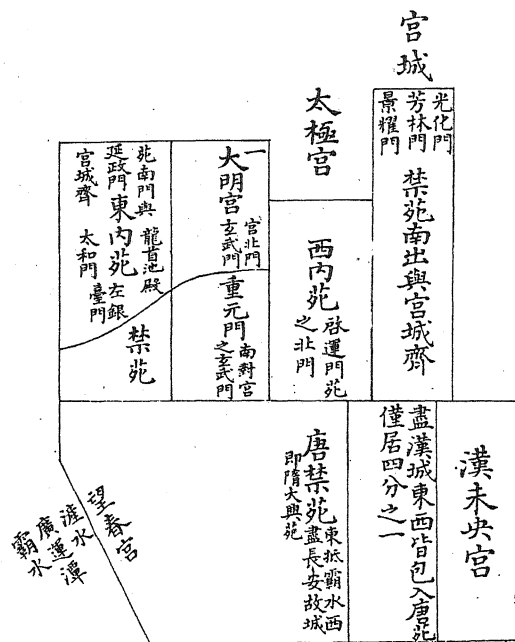 宮城
光化門
芳林門
景耀門
禁苑南出與宮城齊
太極宮
西內苑
啓運門苑
之北門
大明宮
宮北門
玄武門
重元門
南對宮
之玄武門
苑南門與
延政門
宮城齊
龍首池殿
東內苑
太和門
左銀
臺門
禁苑
漢未央宮
盡漢城東西皆包入唐苑
僅居四分之一
唐禁苑
東抵霸水西
盡長安故城
即隋大興苑
望春宮
滻水
廣運潭
霸水